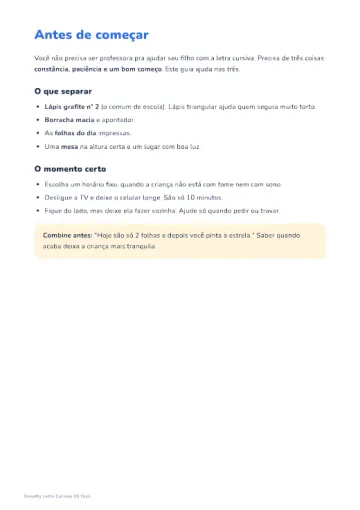 Antes de começar
Você não precisa ser professora pra ajudar seu filho com a letra cursiva. Precisa de três coisas:
constância, paciência e um bom começo. Este guia ajuda nas três.
O que separar
• Lápis grafite nº 2 (o comum de escola). Lápis triangular ajuda quem segura muito torto.
• Borracha macia e apontador.
• As folhas do dia impressas.
• Uma mesa na altura certa e um lugar com boa luz.
O momento certo
• Escolha um horário fixo, quando a criança não está com fome nem com sono.
• Desligue a TV e deixe o celular longe. São só 10 minutos.
• Fique do lado, mas deixe ela fazer sozinha. Ajude só quando pedir ou travar.
Combine antes: "Hoje são só 2 folhas e depois você pinta a estrela." Saber quando
acaba deixa a criança mais tranquila.
Desafio Letra Cursiva 30 Dias